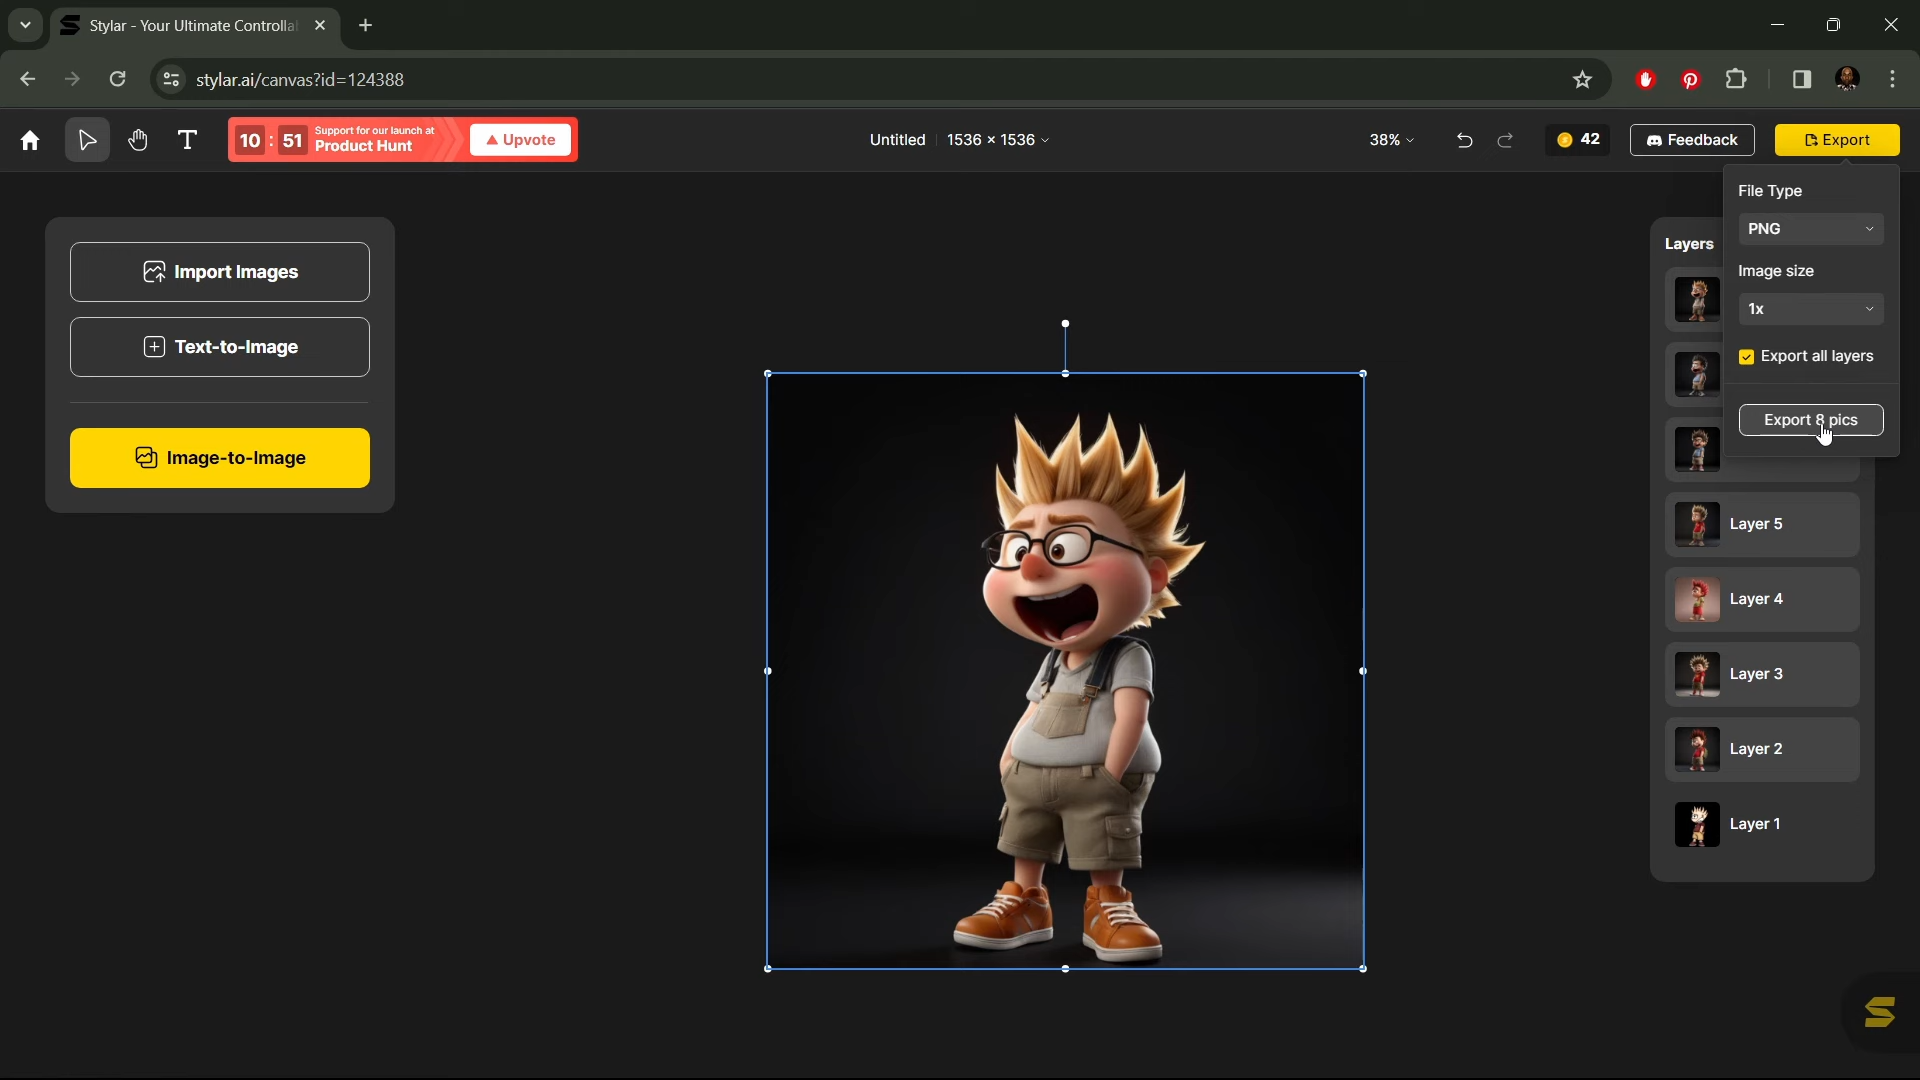 Stylar - Your Ultimate Controlla
stylar.ai/canvas?id=124388
10 : 51
Support for our launch at
Product Hunt
Upvote
Untitled
1536 × 1536
38%
42
Feedback
Export
File Type
PNG
Image size
1x
Export all layers
Export 8 pics
Import Images
Text-to-Image
Image-to-Image
Layers
Layer 5
Layer 4
Layer 3
Layer 2
Layer 1